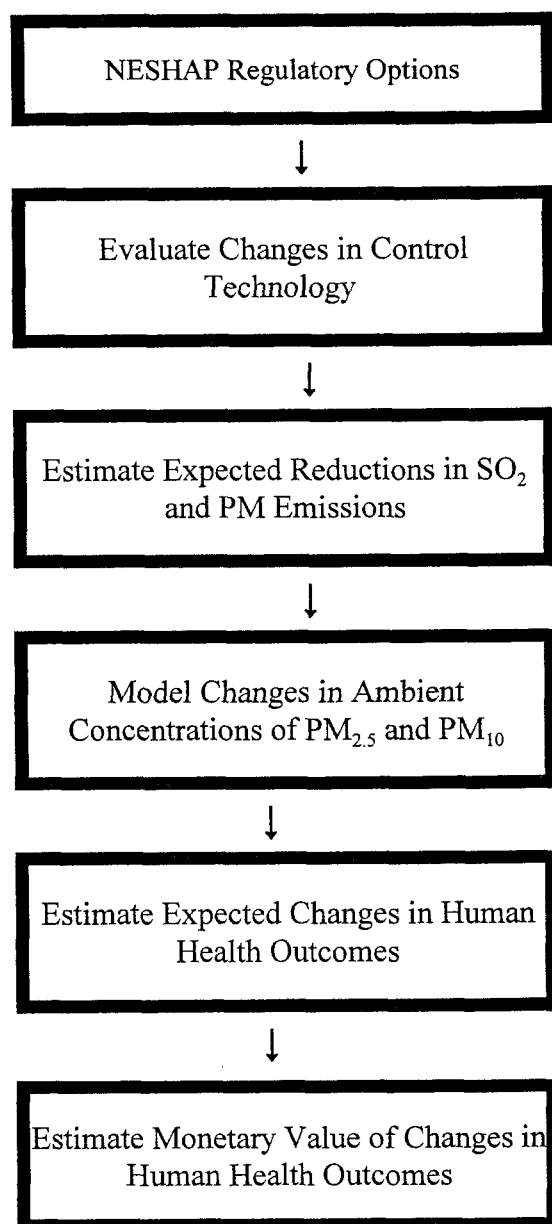 NESHAP Regulatory Options
↓
Evaluate Changes in Control
Technology
↓
Estimate Expected Reductions in SO₂
and PM Emissions
↓
Model Changes in Ambient
Concentrations of PM₂.₅ and PM₁₀
↓
Estimate Expected Changes in Human
Health Outcomes
↓
Estimate Monetary Value of Changes in
Human Health Outcomes